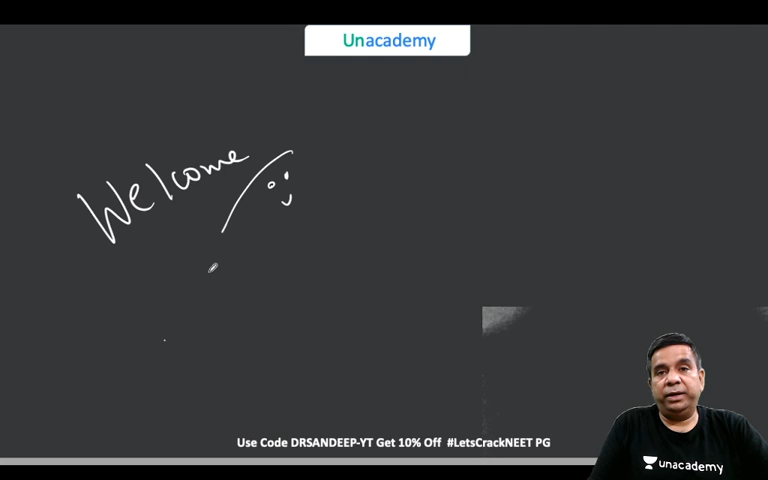 Unacademy
Welcome
Use Code DRSANDEEP-YT Get 10% Off #LetsCrackNEET PG
unacademy